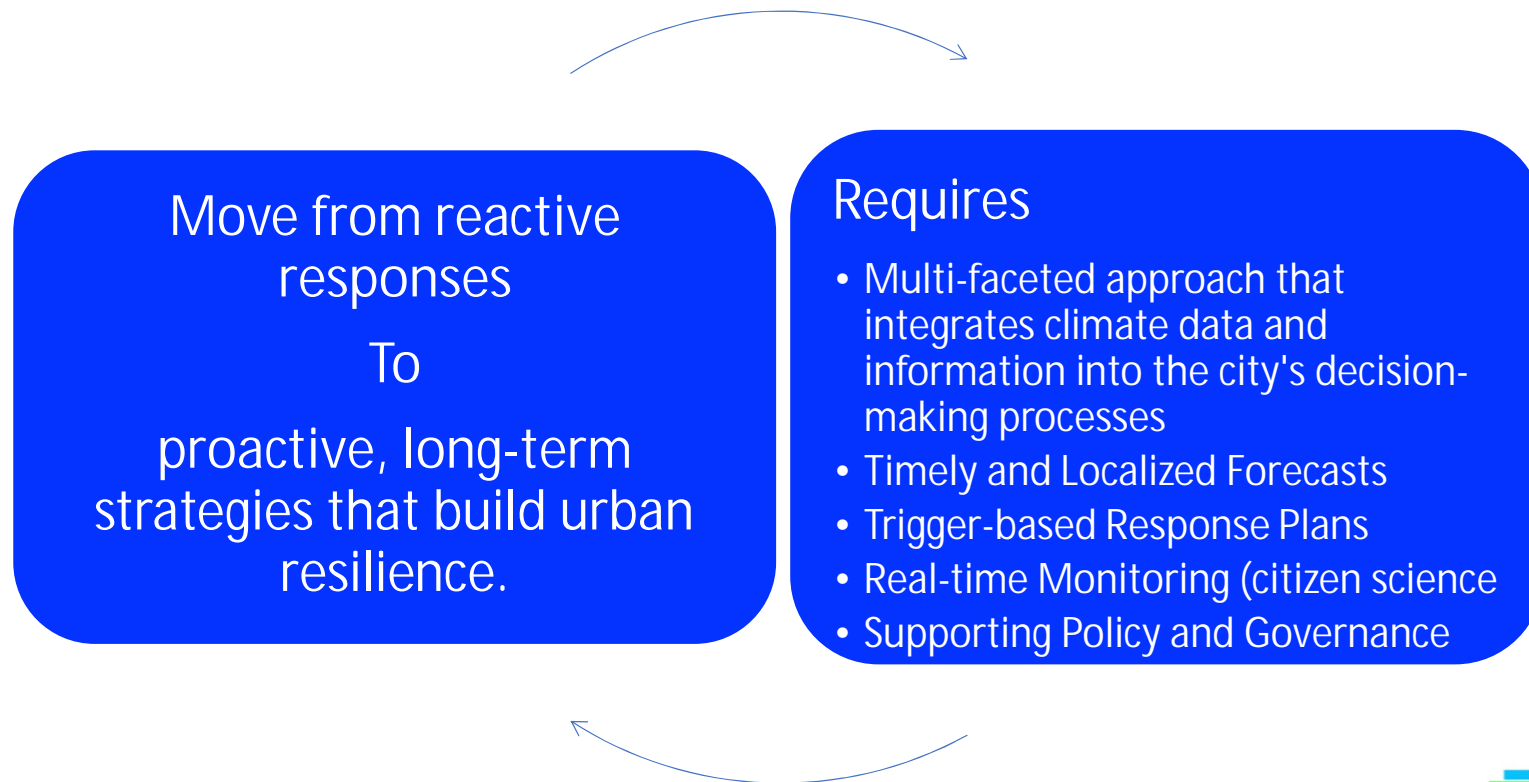 Move from reactive
responses
To
proactive, long-term
strategies that build urban
resilience.
Requires
• Multi-faceted approach that
integrates climate data and
information into the city's decision-
making processes
• Timely and Localized Forecasts
• Trigger-based Response Plans
• Real-time Monitoring (citizen science
• Supporting Policy and Governance